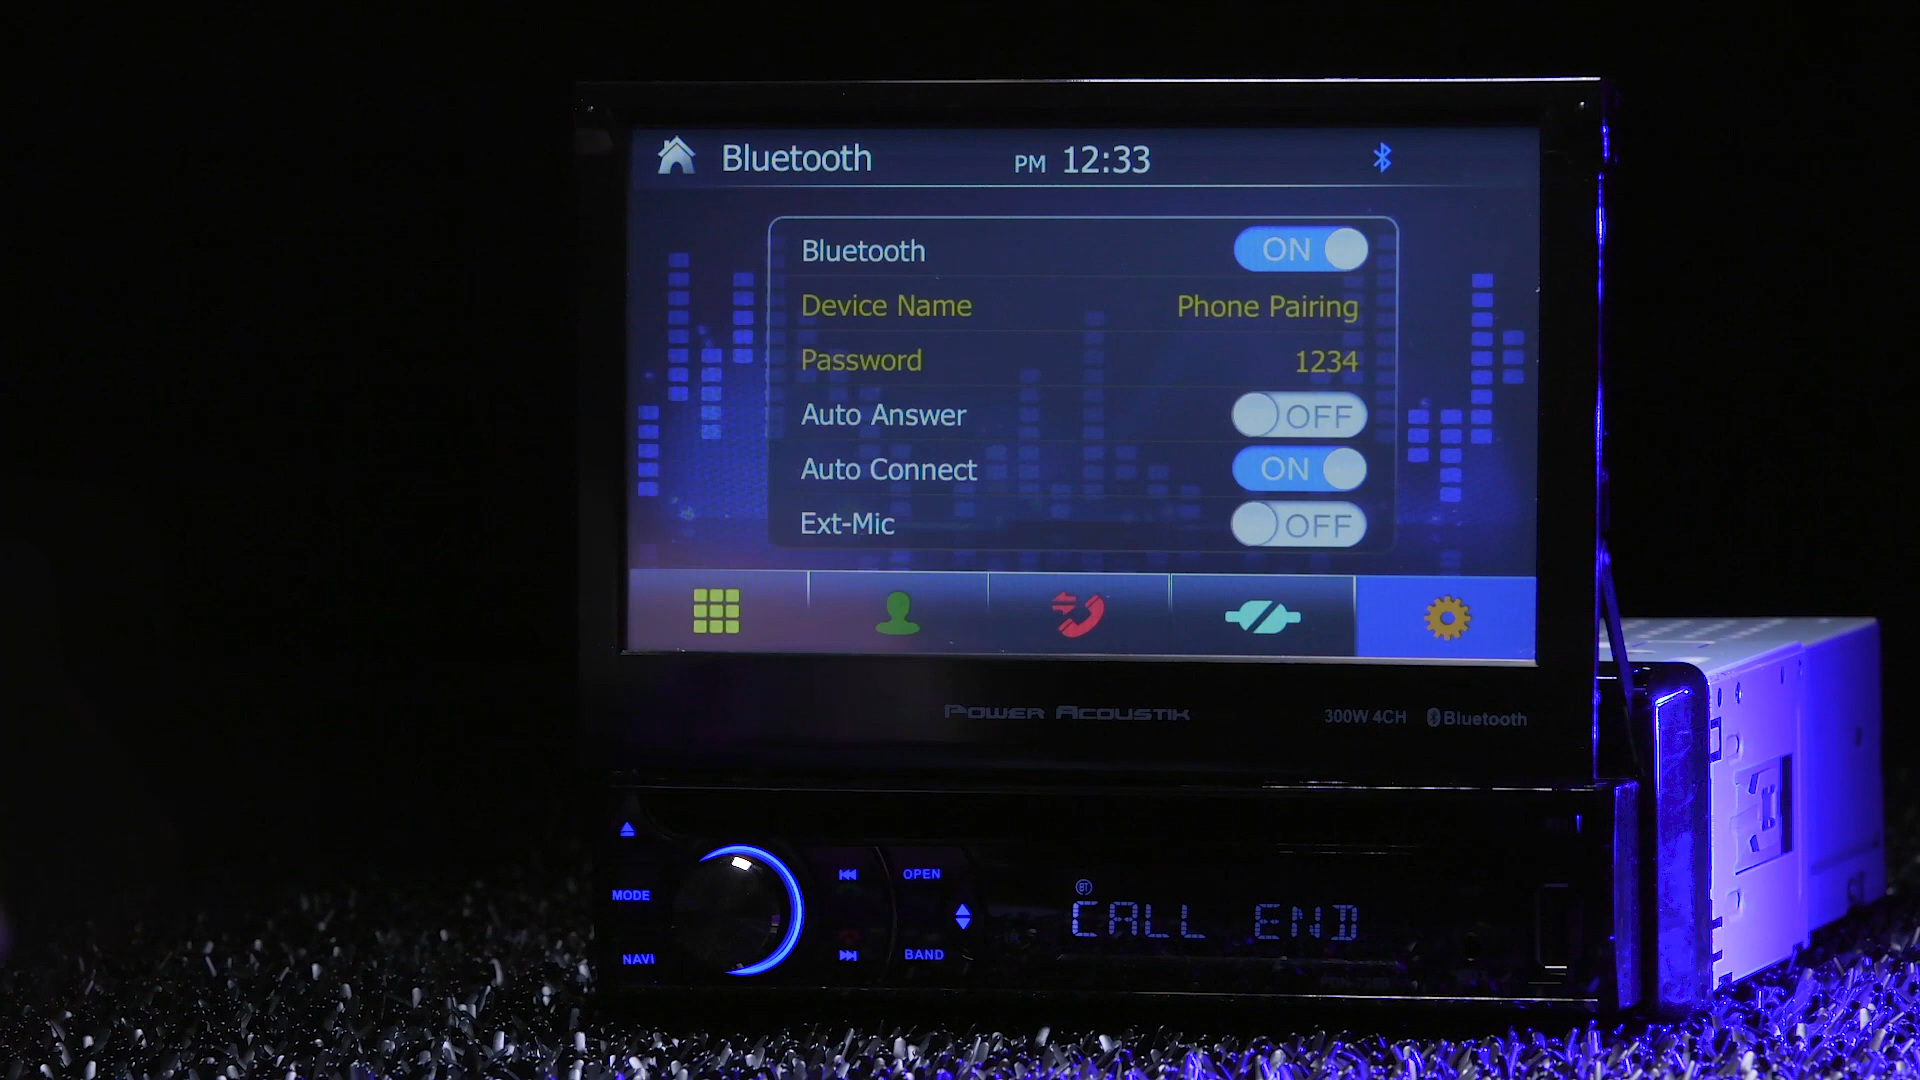 Bluetooth PM 12:33
Bluetooth ON
Device Name Phone Pairing
Password 1234
Auto Answer OFF
Auto Connect ON
Ext-Mic OFF
POWER ACOUSTIK 300W 4CH Bluetooth
MODE
NAVI
OPEN
BAND
BT
CALL END